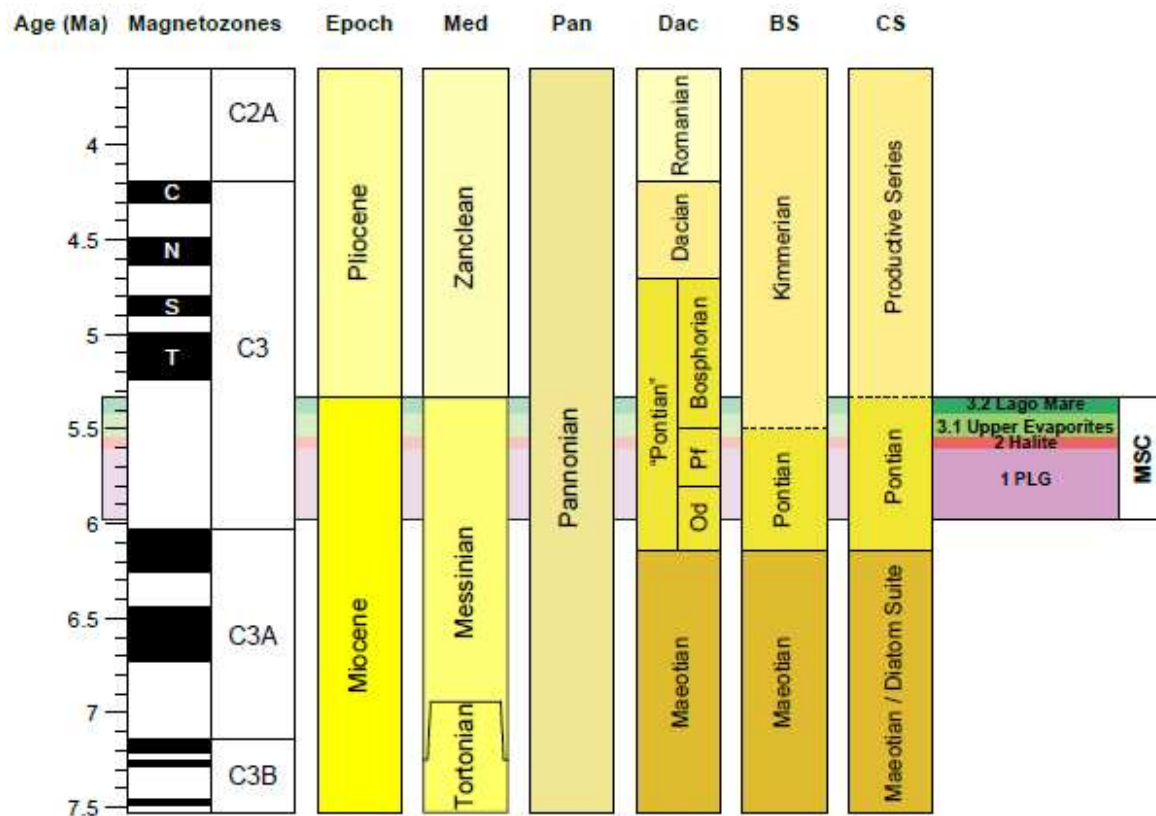 Age (Ma) Magnetozones Epoch Med Pan Dac BS CS
4
4.5
5
5.5
6
6.5
7
7.5
C
N
S
T
C2A
C3
C3A
C3B
Pliocene
Miocene
Zanclean
Messinian
Tortonian
Pannonian
Romanian
Dacian
"Pontian"
Bosphorian
Pf
Od
Maeotian
Kimmerian
Pontian
Maeotian
Productive Series
Pontian
Maeotian / Diatom Suite
3.2 Lago Mare
3.1 Upper Evaporites
2 Halite
1 PLG
MSC